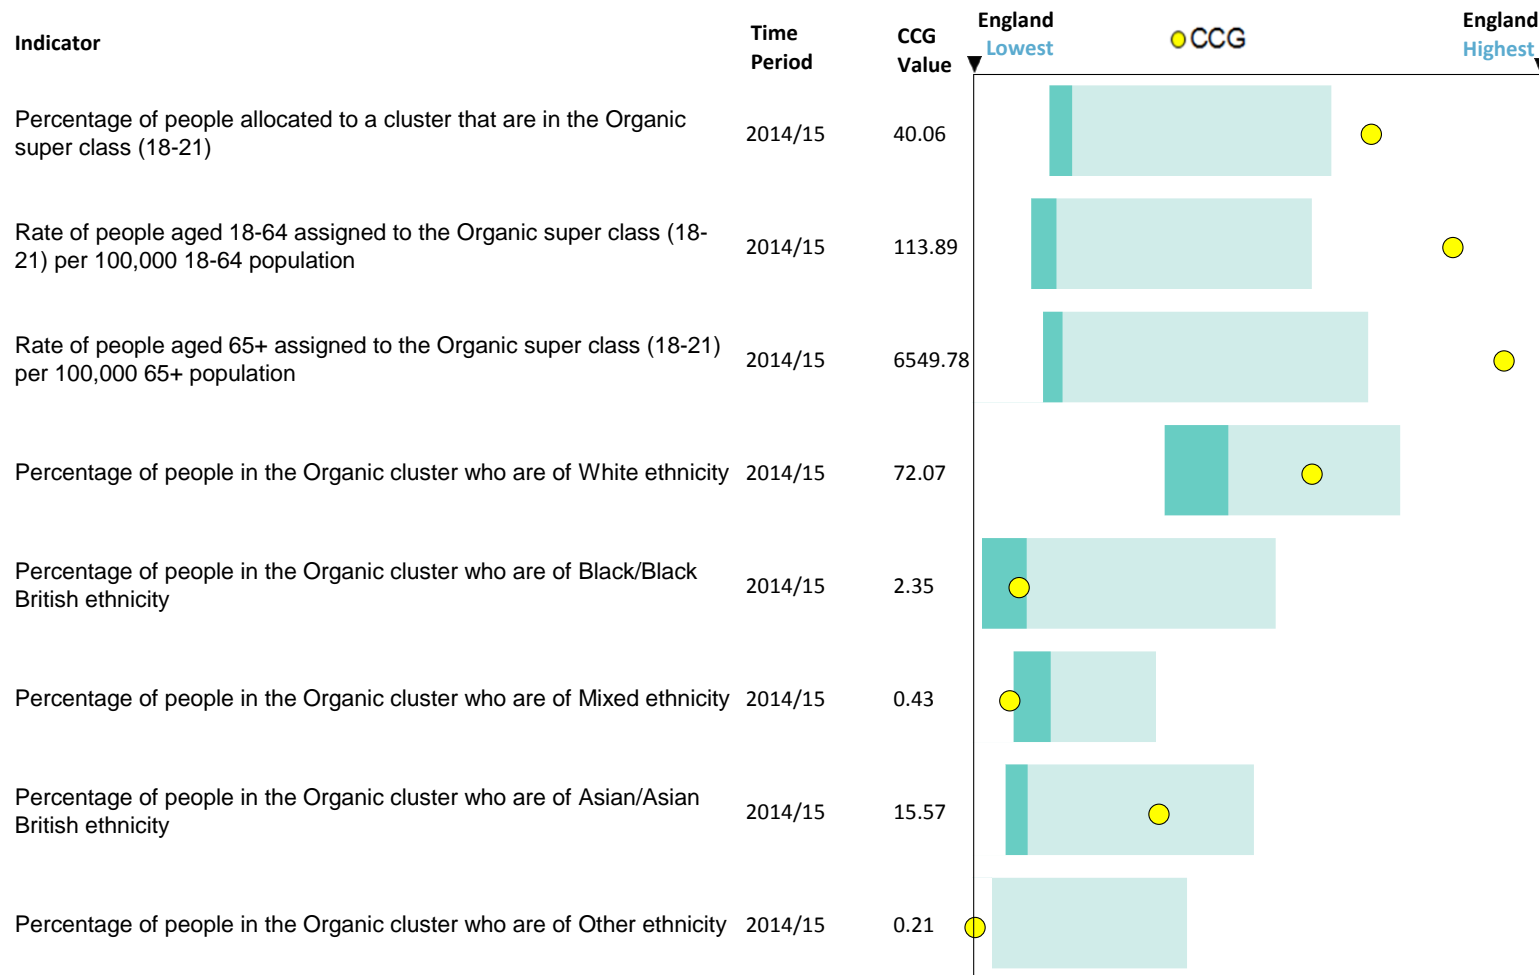 Indicator
Time
Period
CCG
Value
England
Lowest
CCG
England
Highest
Percentage of people allocated to a cluster that are in the Organic
super class (18-21)
2014/15
40.06
Rate of people aged 18-64 assigned to the Organic super class (18-
21) per 100,000 18-64 population
2014/15
113.89
Rate of people aged 65+ assigned to the Organic super class (18-21)
per 100,000 65+ population
2014/15
6549.78
Percentage of people in the Organic cluster who are of White ethnicity
2014/15
72.07
Percentage of people in the Organic cluster who are of Black/Black
British ethnicity
2014/15
2.35
Percentage of people in the Organic cluster who are of Mixed ethnicity
2014/15
0.43
Percentage of people in the Organic cluster who are of Asian/Asian
British ethnicity
2014/15
15.57
Percentage of people in the Organic cluster who are of Other ethnicity
2014/15
0.21